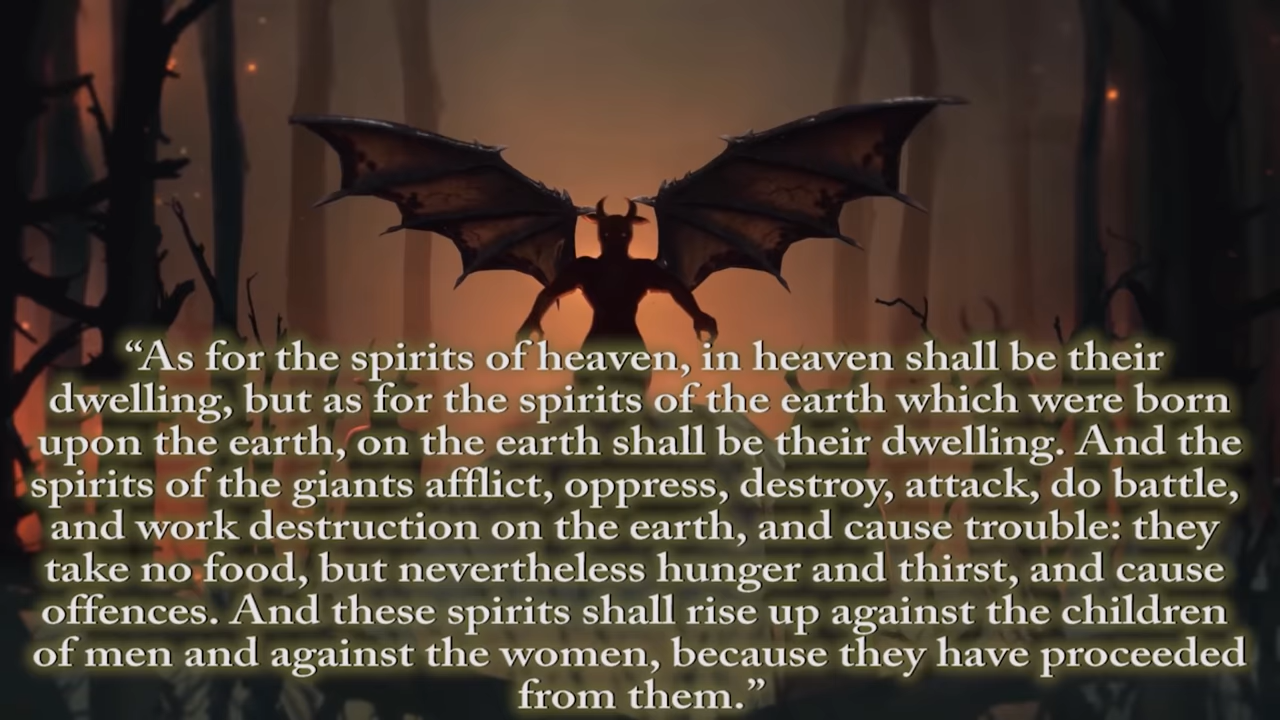 “As for the spirits of heaven, in heaven shall be their
dwelling, but as for the spirits of the earth which were born
upon the earth, on the earth shall be their dwelling. And the
spirits of the giants afflict, oppress, destroy, attack, do battle,
and work destruction on the earth, and cause trouble: they
take no food, but nevertheless hunger and thirst, and cause
offences. And these spirits shall rise up against the children
of men and against the women, because they have proceeded
from them.”